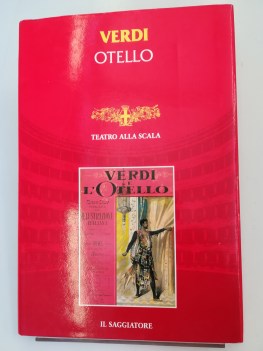 VERDI
OTELLO
TEATRO ALLA SCALA
VERDI
E
L'OTELLO
IL SAGGIATORE